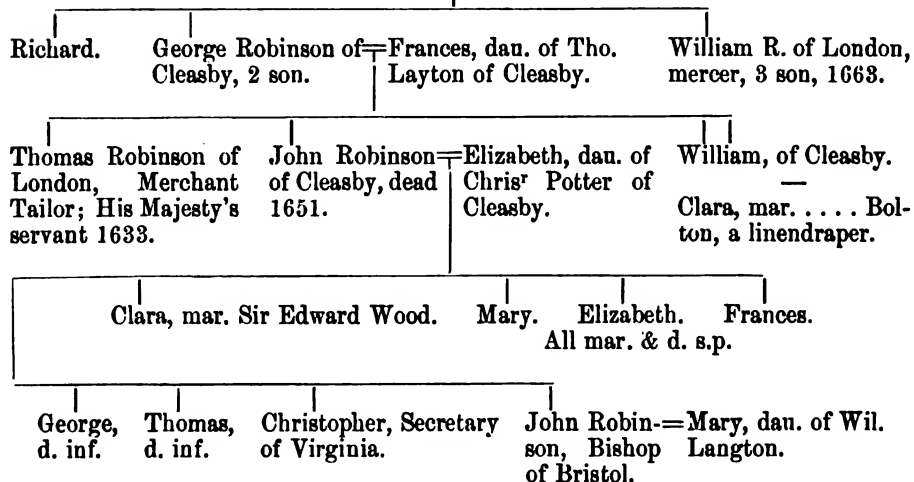 Richard.
George Robinson of
Cleasby, 2 son.
Frances, dau. of Tho.
Layton of Cleasby.
William R. of London,
mercer, 3 son, 1663.
Thomas Robinson of
London, Merchant
Tailor; His Majesty's
servant 1633.
John Robinson
of Cleasby, dead
1651.
Elizabeth, dau. of
Chrisʳ Potter of
Cleasby.
William, of Cleasby.
—
Clara, mar. . . . . . Bol-
ton, a linendraper.
Clara, mar. Sir Edward Wood.
Mary.
Elizabeth.
Frances.
All mar. & d. s.p.
George,
d. inf.
Thomas,
d. inf.
Christopher, Secretary
of Virginia.
John Robin-
son, Bishop
of Bristol.
Mary, dau. of Wil.
Langton.